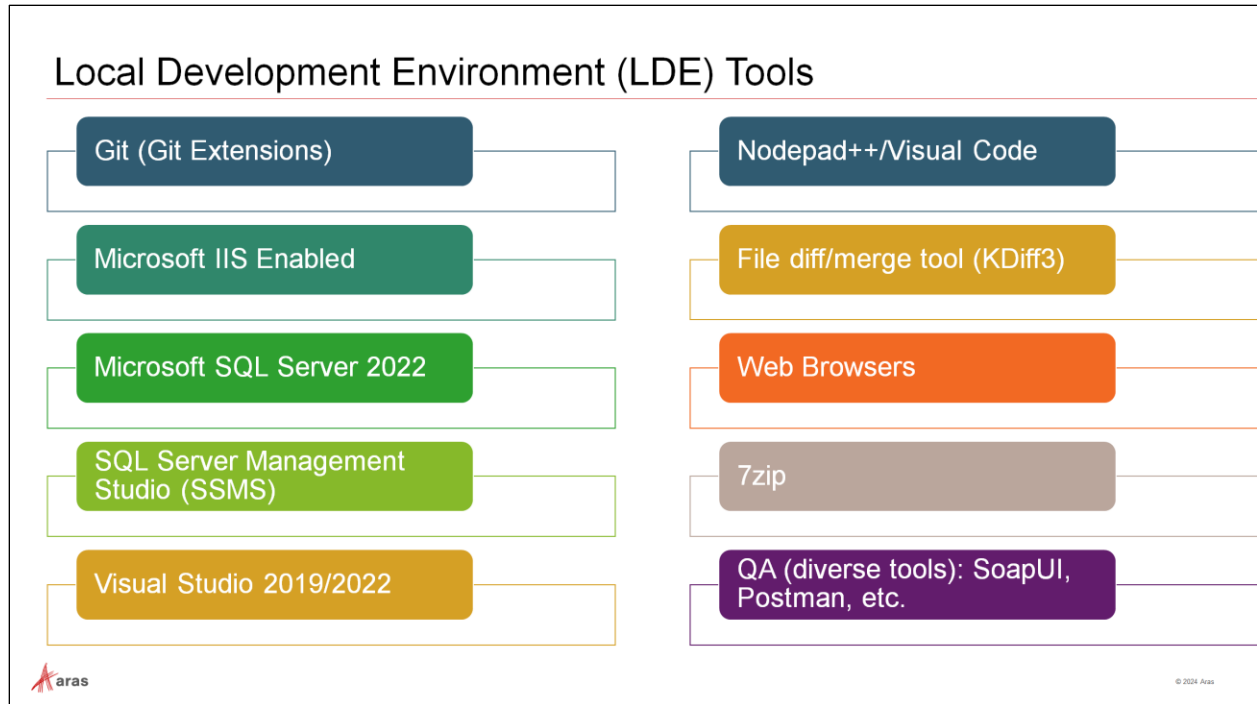 Local Development Environment (LDE) Tools
Git (Git Extensions)
Microsoft IIS Enabled
Microsoft SQL Server 2022
SQL Server Management
Studio (SSMS)
Visual Studio 2019/2022
Nodepad++/Visual Code
File diff/merge tool (KDiff3)
Web Browsers
7zip
QA (diverse tools): SoapUI,
Postman, etc.
aras
© 2024 Aras